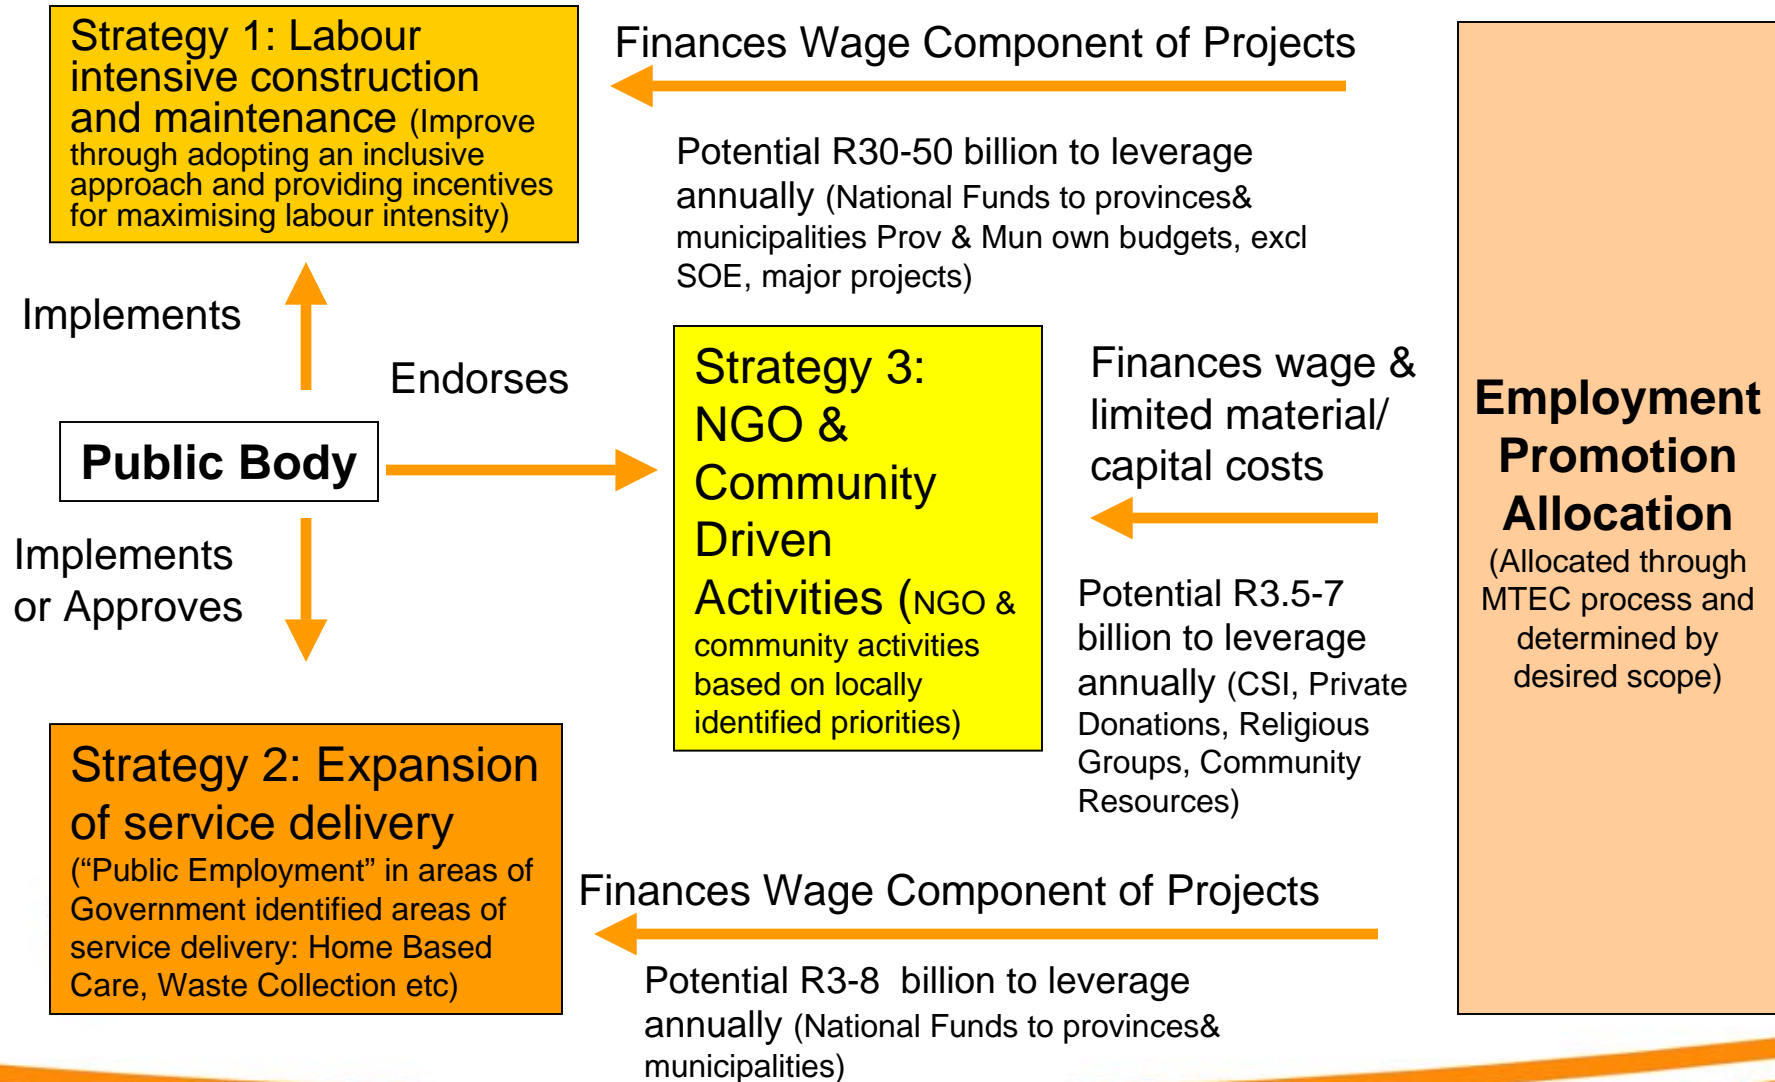 Strategy 1: Labour
intensive construction
and maintenance (Improve
through adopting an inclusive
approach and providing incentives
for maximising labour intensity)
Finances Wage Component of Projects
Potential R30-50 billion to leverage
annually (National Funds to provinces&
municipalities Prov & Mun own budgets, excl
SOE, major projects)
Implements
Endorses
Public Body
Implements
or Approves
Strategy 3:
NGO &
Community
Driven
Activities (NGO &
community activities
based on locally
identified priorities)
Finances wage &
limited material/
capital costs
Potential R3.5-7
billion to leverage
annually (CSI, Private
Donations, Religious
Groups, Community
Resources)
Employment
Promotion
Allocation
(Allocated through
MTEC process and
determined by
desired scope)
Strategy 2: Expansion
of service delivery
(“Public Employment” in areas of
Government identified areas of
service delivery: Home Based
Care, Waste Collection etc)
Finances Wage Component of Projects
Potential R3-8 billion to leverage
annually (National Funds to provinces&
municipalities)